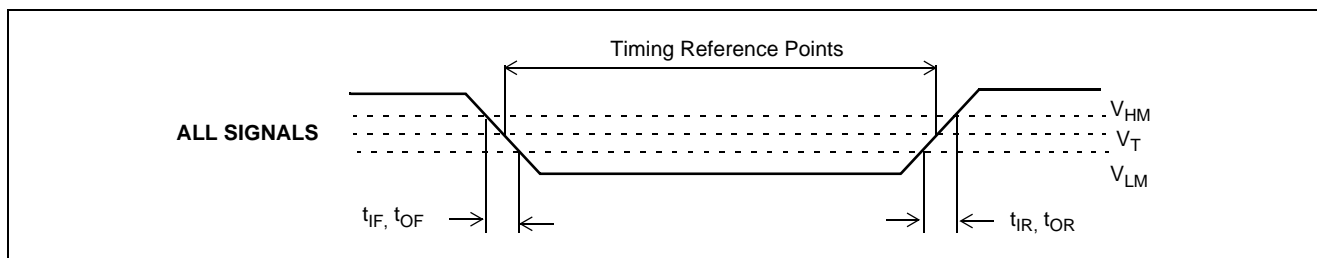 Timing Reference Points
ALL SIGNALS
V_HM
V_T
V_LM
t_IF, t_OF
t_IR, t_OR